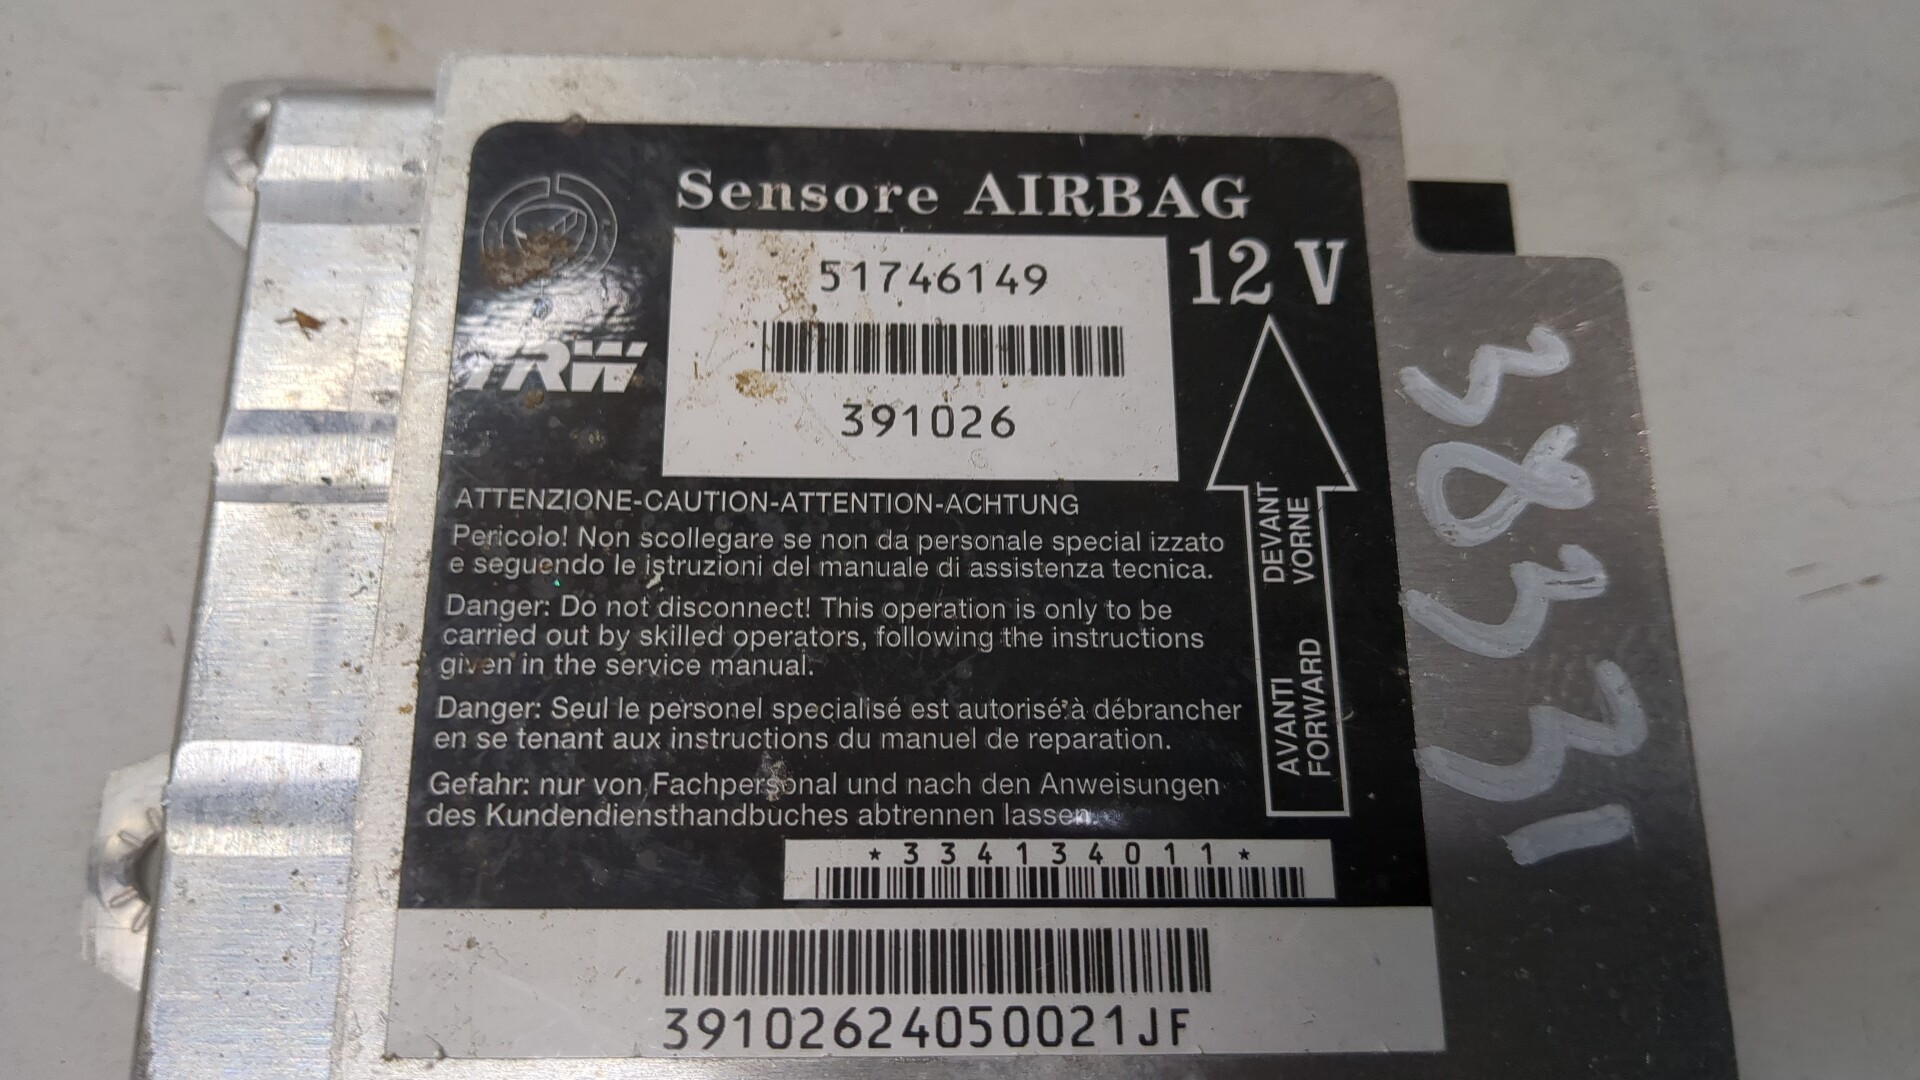 Sensore AIRBAG
12 V
51746149
391026
TRW
ATTENZIONE-CAUTION-ATTENTION-ACHTUNG
Pericolo! Non scollegare se non da personale special izzato
e seguendo le istruzioni del manuale di assistenza tecnica.
Danger: Do not disconnect! This operation is only to be
carried out by skilled operators, following the instructions
given in the service manual.
Danger: Seul le personel specialisé est autorisé à débrancher
en se tenant aux instructions du manuel de reparation.
Gefahr: nur von Fachpersonal und nach den Anweisungen
des Kundendiensthandbuches abtrennen lassen.
AVANTI DEVANT
FORWARD VORNE
*334134011*
39102624050021JF
38331